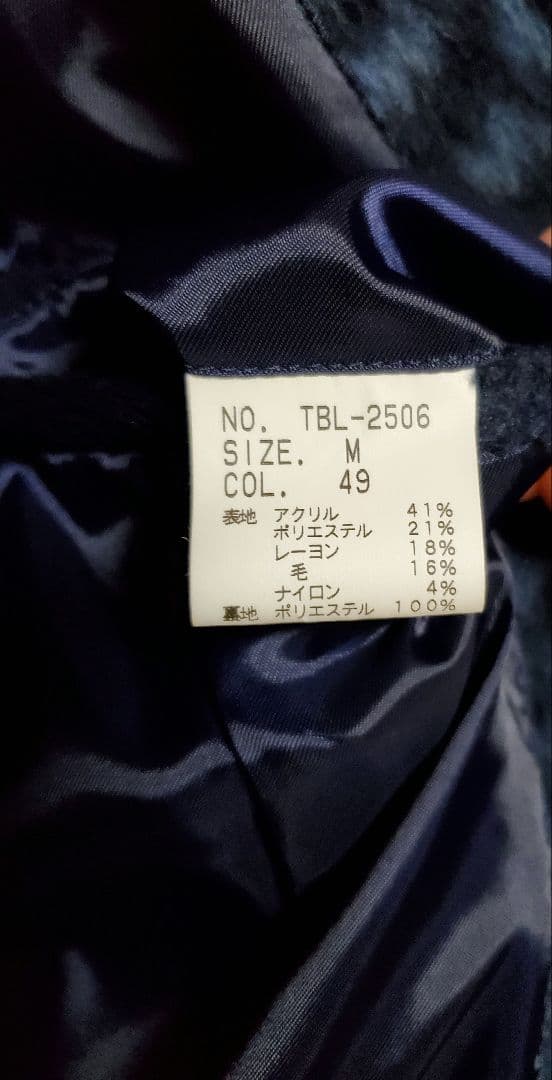 NO. TBL-2506
SIZE. M
COL. 49
表地 アクリル 41%
ポリエステル 21%
レーヨン 18%
毛 16%
ナイロン 4%
裏地 ポリエステル 100%